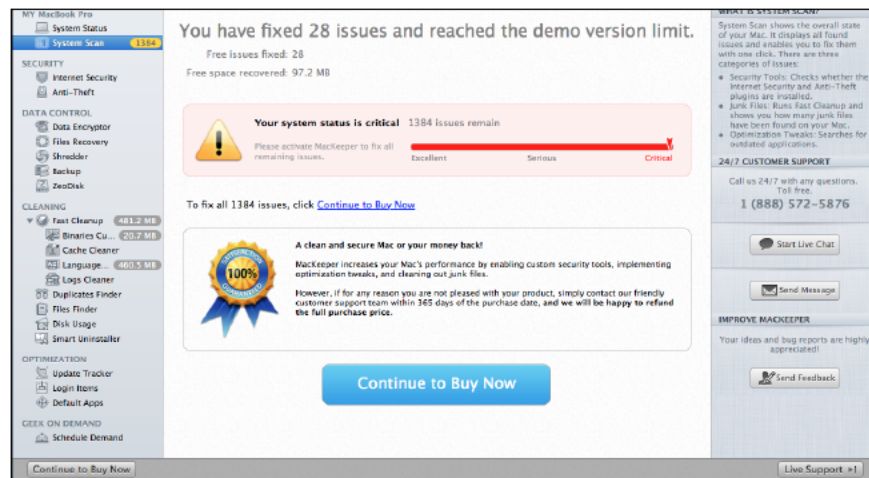 MY MacBook Pro
System Status
System Scan 1384
SECURITY
Internet Security
Anti-Theft
DATA CONTROL
Data Encryptor
Files Recovery
Shredder
Backup
ZeoDisk
CLEANING
Fast Cleanup 481.2 MB
Binaries Cu... 20.7 MB
Cache Cleaner
Language... 460.5 MB
Logs Cleaner
Duplicates Finder
Files Finder
Disk Usage
Smart Uninstaller
OPTIMIZATION
Update Tracker
Login Items
Default Apps
GEEK ON DEMAND
Schedule Demand
Continue to Buy Now
You have fixed 28 issues and reached the demo version limit.
Free issues fixed: 28
Free space recovered: 97.2 MB
Your system status is critical 1384 issues remain
Please activate MacKeeper to fix all
remaining issues.
Excellent Serious Critical
To fix all 1384 issues, click Continue to Buy Now
SATISFACTION
100%
GUARANTEED
A clean and secure Mac or your money back!
MacKeeper increases your Mac's performance by enabling custom security tools, implementing
optimization tweaks, and cleaning out junk files.
However, if for any reason you are not pleased with your product, simply contact our friendly
customer support team within 365 days of the purchase date, and we will be happy to refund
the full purchase price.
Continue to Buy Now
WHAT IS SYSTEM SCAN?
System Scan shows the overall state
of your Mac. It displays all found
issues and enables you to fix them
with one click. There are three
categories of issues:
• Security Tools: Checks whether the
Internet Security and Anti-Theft
plugins are installed.
• Junk Files: Runs Fast Cleanup and
shows you how many junk files
have been found on your Mac.
• Optimization Tweaks: Searches for
outdated applications.
24/7 CUSTOMER SUPPORT
Call us 24/7 with any questions.
Toll free.
1 (888) 572-5876
Start Live Chat
Send Message
IMPROVE MACKEEPER
Your ideas and bug reports are highly
appreciated!
Send Feedback
Live Support